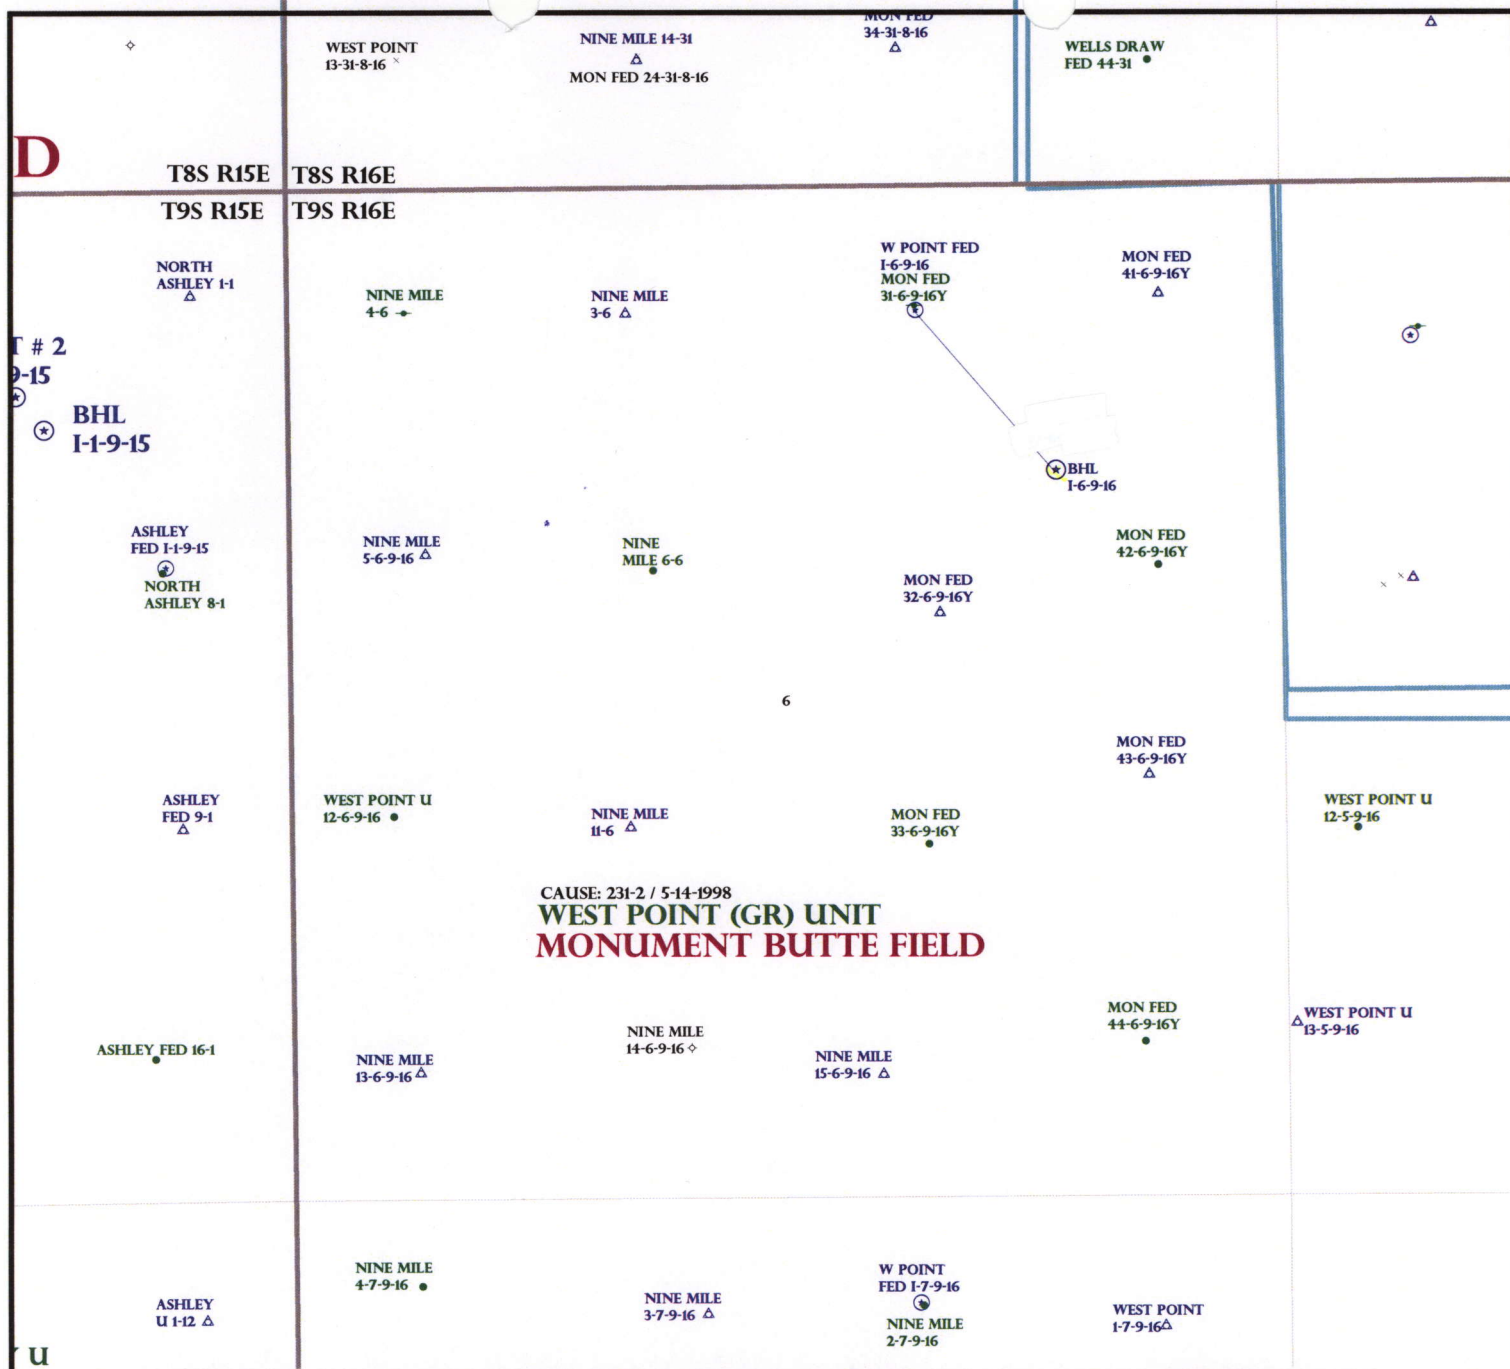 MON FED
34-31-8-16
WEST POINT
13-31-8-16
NINE MILE 14-31
MON FED 24-31-8-16
WELLS DRAW
FED 44-31
D
T8S R15E
T8S R16E
T9S R15E
T9S R16E
NORTH
ASHLEY 1-1
NINE MILE
4-6
NINE MILE
3-6
W POINT FED
I-6-9-16
MON FED
31-6-9-16Y
MON FED
41-6-9-16Y
T # 2
9-15
BHL
I-1-9-15
BHL
I-6-9-16
ASHLEY
FED I-1-9-15
NORTH
ASHLEY 8-1
NINE MILE
5-6-9-16
NINE
MILE 6-6
MON FED
32-6-9-16Y
MON FED
42-6-9-16Y
6
MON FED
43-6-9-16Y
ASHLEY
FED 9-1
WEST POINT U
12-6-9-16
NINE MILE
11-6
MON FED
33-6-9-16Y
WEST POINT U
12-5-9-16
CAUSE: 231-2 / 5-14-1998
WEST POINT (GR) UNIT
MONUMENT BUTTE FIELD
ASHLEY FED 16-1
NINE MILE
13-6-9-16
NINE MILE
14-6-9-16
NINE MILE
15-6-9-16
MON FED
44-6-9-16Y
WEST POINT U
13-5-9-16
ASHLEY
U 1-12
NINE MILE
4-7-9-16
NINE MILE
3-7-9-16
W POINT
FED I-7-9-16
NINE MILE
2-7-9-16
WEST POINT
1-7-9-16
U